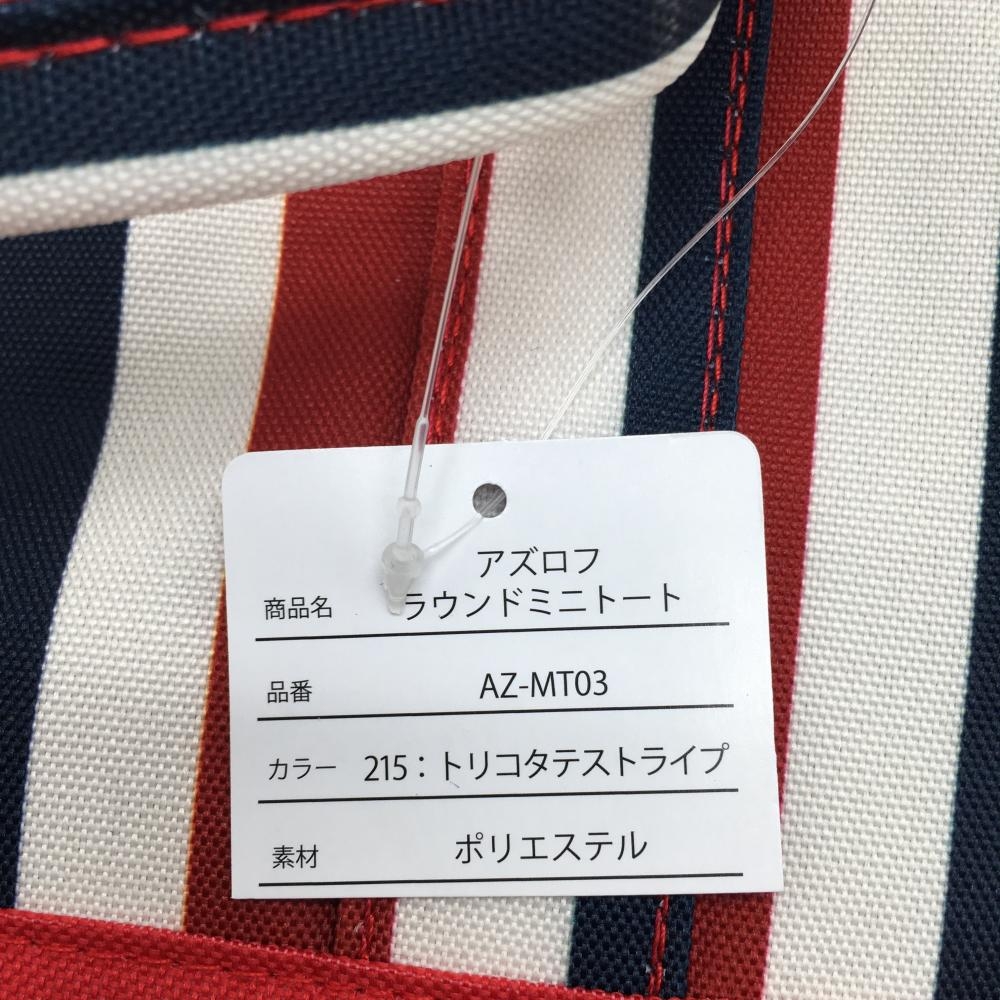 アズロフ
商品名 ラウンドミニトート
品番 AZ-MT03
カラー 215：トリコタテストライプ
素材 ポリエステル